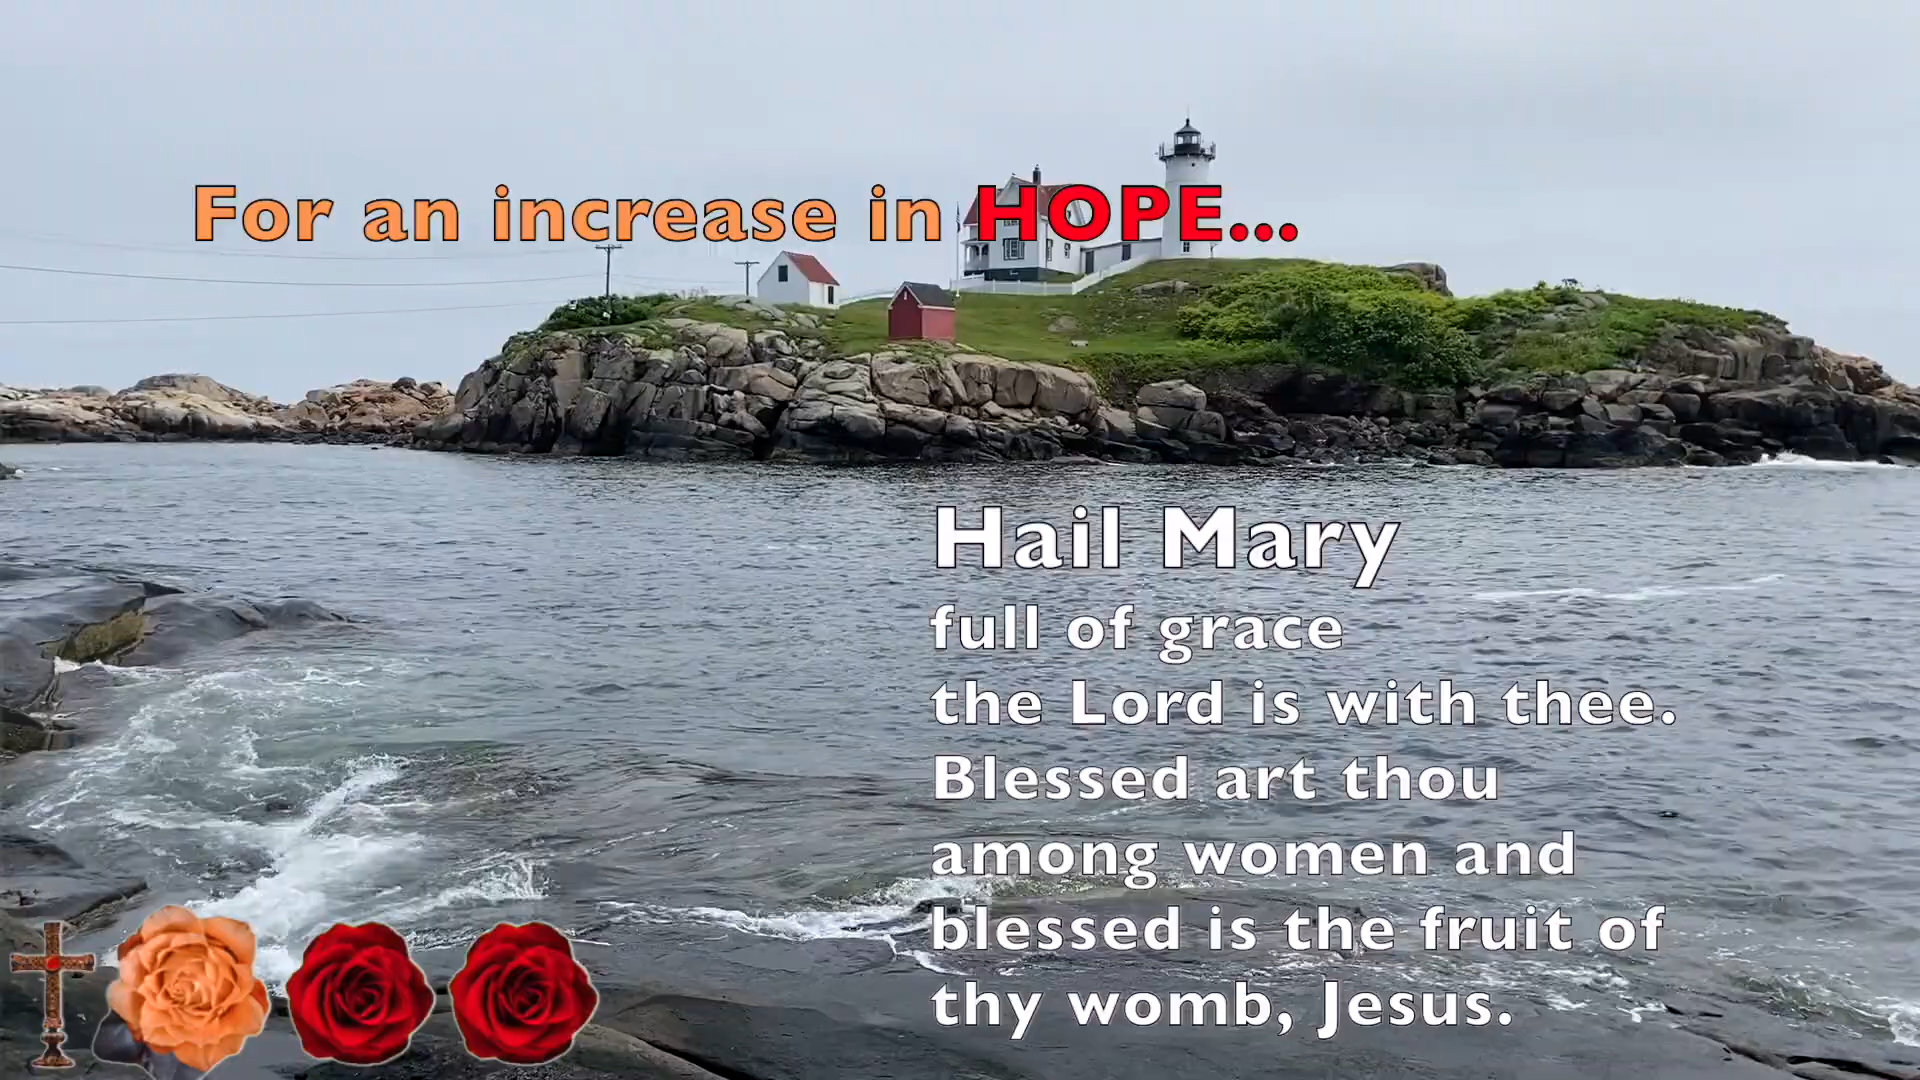 For an increase in HOPE...
Hail Mary
full of grace
the Lord is with thee.
Blessed art thou
among women and
blessed is the fruit of
thy womb, Jesus.